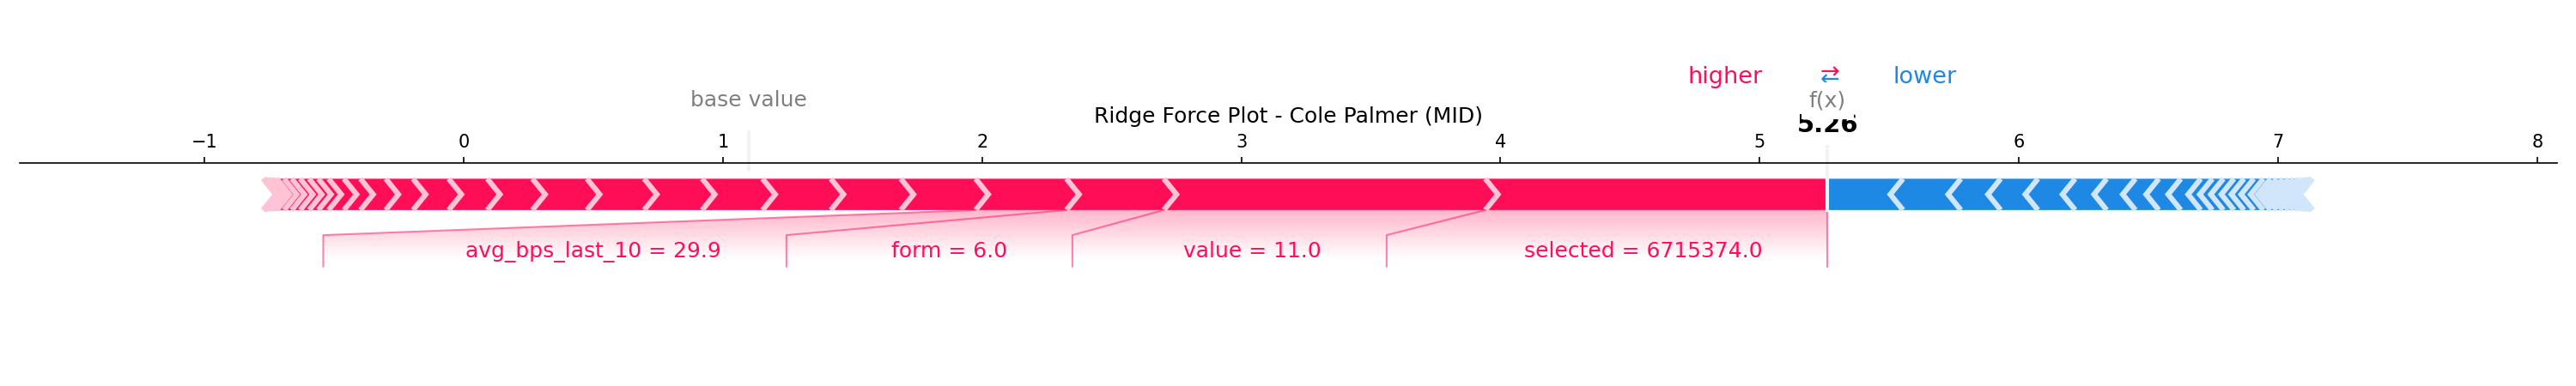 higher ⇄ lower
base value f(x)
Ridge Force Plot - Cole Palmer (MID)
5.26
−1 0 1 2 3 4 5 6 7 8
avg_bps_last_10 = 29.9 form = 6.0 value = 11.0 selected = 6715374.0